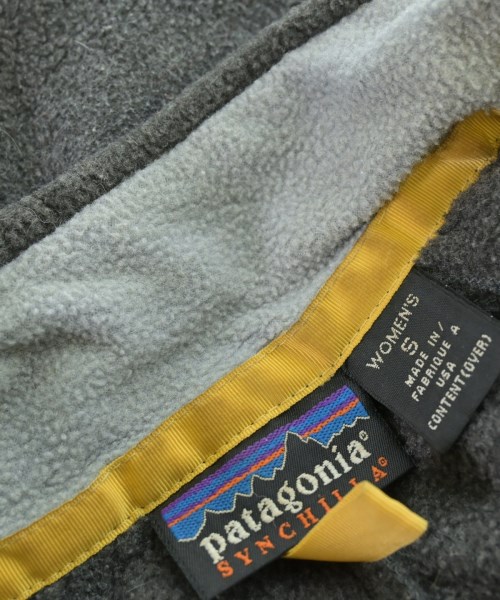 WOMEN'S
S
MADE IN /
FABRIQUE A
USA
CONTENT(OVER)
patagonia®
SYNCHILLA®